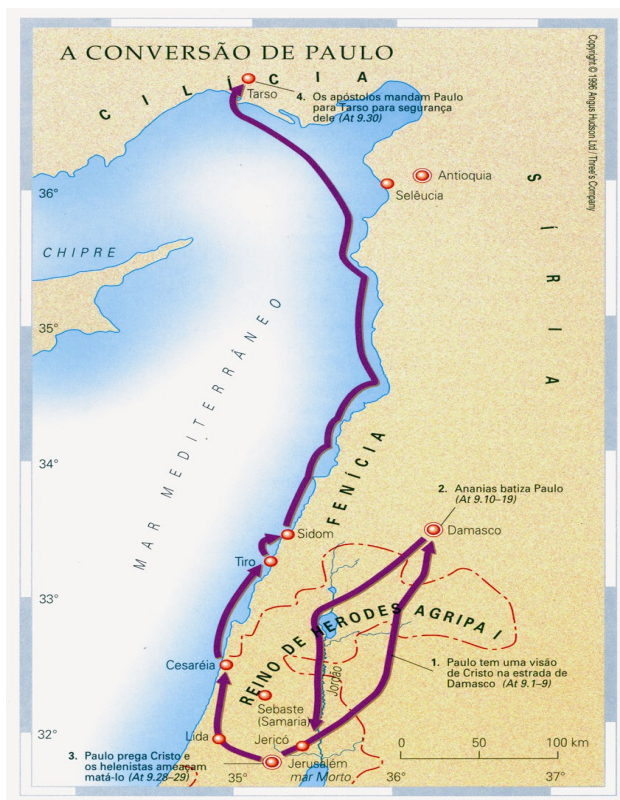 A CONVERSÃO DE PAULO
Copyright © 1996 Angus Hudson Ltd / Three's Company
C I L Í C I A
Tarso
4. Os apóstolos mandam Paulo
para Tarso para segurança
dele (At 9.30)
Antioquia
Selêucia
S Í R I A
36°
CHIPRE
35°
MAR MEDITERRÂNEO
34°
FENÍCIA
2. Ananias batiza Paulo
(At 9.10–19)
Damasco
Sidom
Tiro
33°
REINO DE HERODES AGRIPA I
Cesaréia
1. Paulo tem uma visão
de Cristo na estrada de
Damasco (At 9.1–9)
Jordão
Sebaste
(Samaria)
32°
Lida
Jericó
0 50 100 km
3. Paulo prega Cristo e
os helenistas ameaçam
matá-lo (At 9.28–29)
Jerusalém
mar Morto
35°
36°
37°